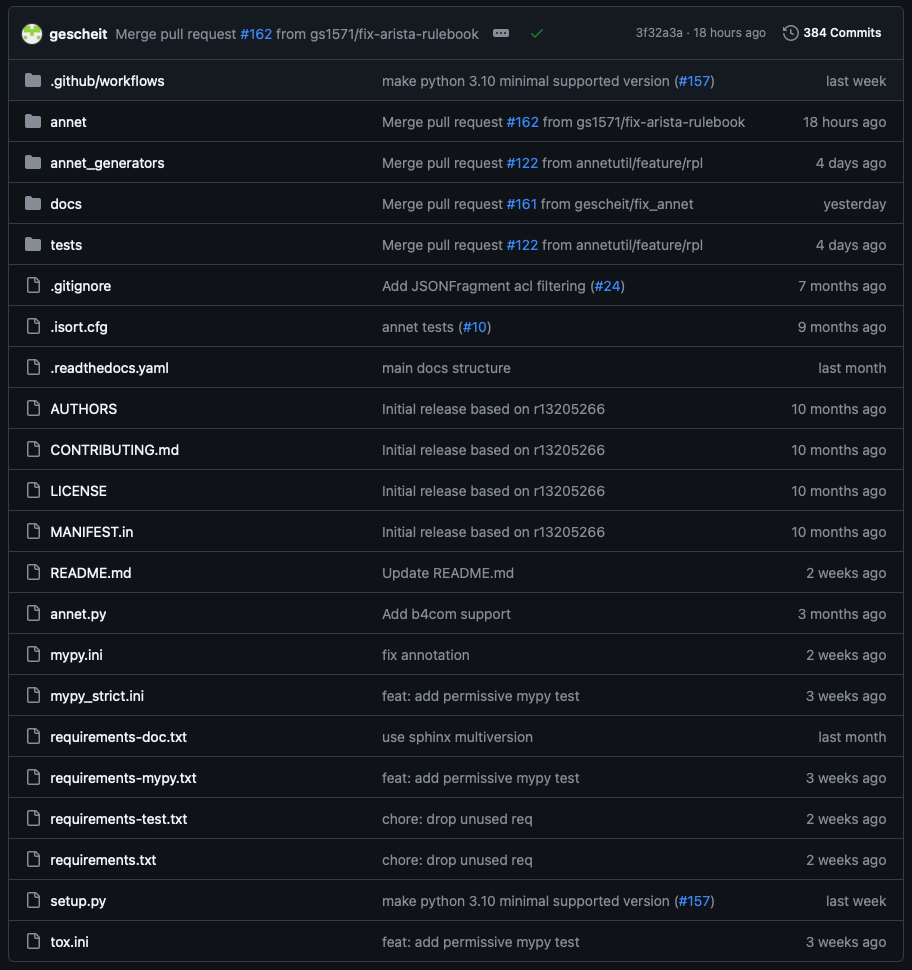 gescheit Merge pull request #162 from gs1571/fix-arista-rulebook 3f32a3a · 18 hours ago 384 Commits
.github/workflows make python 3.10 minimal supported version (#157) last week
annet Merge pull request #162 from gs1571/fix-arista-rulebook 18 hours ago
annet_generators Merge pull request #122 from annetutil/feature/rpl 4 days ago
docs Merge pull request #161 from gescheit/fix_annet yesterday
tests Merge pull request #122 from annetutil/feature/rpl 4 days ago
.gitignore Add JSONFragment acl filtering (#24) 7 months ago
.isort.cfg annet tests (#10) 9 months ago
.readthedocs.yaml main docs structure last month
AUTHORS Initial release based on r13205266 10 months ago
CONTRIBUTING.md Initial release based on r13205266 10 months ago
LICENSE Initial release based on r13205266 10 months ago
MANIFEST.in Initial release based on r13205266 10 months ago
README.md Update README.md 2 weeks ago
annet.py Add b4com support 3 months ago
mypy.ini fix annotation 2 weeks ago
mypy_strict.ini feat: add permissive mypy test 3 weeks ago
requirements-doc.txt use sphinx multiversion last month
requirements-mypy.txt feat: add permissive mypy test 3 weeks ago
requirements-test.txt chore: drop unused req 2 weeks ago
requirements.txt chore: drop unused req 2 weeks ago
setup.py make python 3.10 minimal supported version (#157) last week
tox.ini feat: add permissive mypy test 3 weeks ago